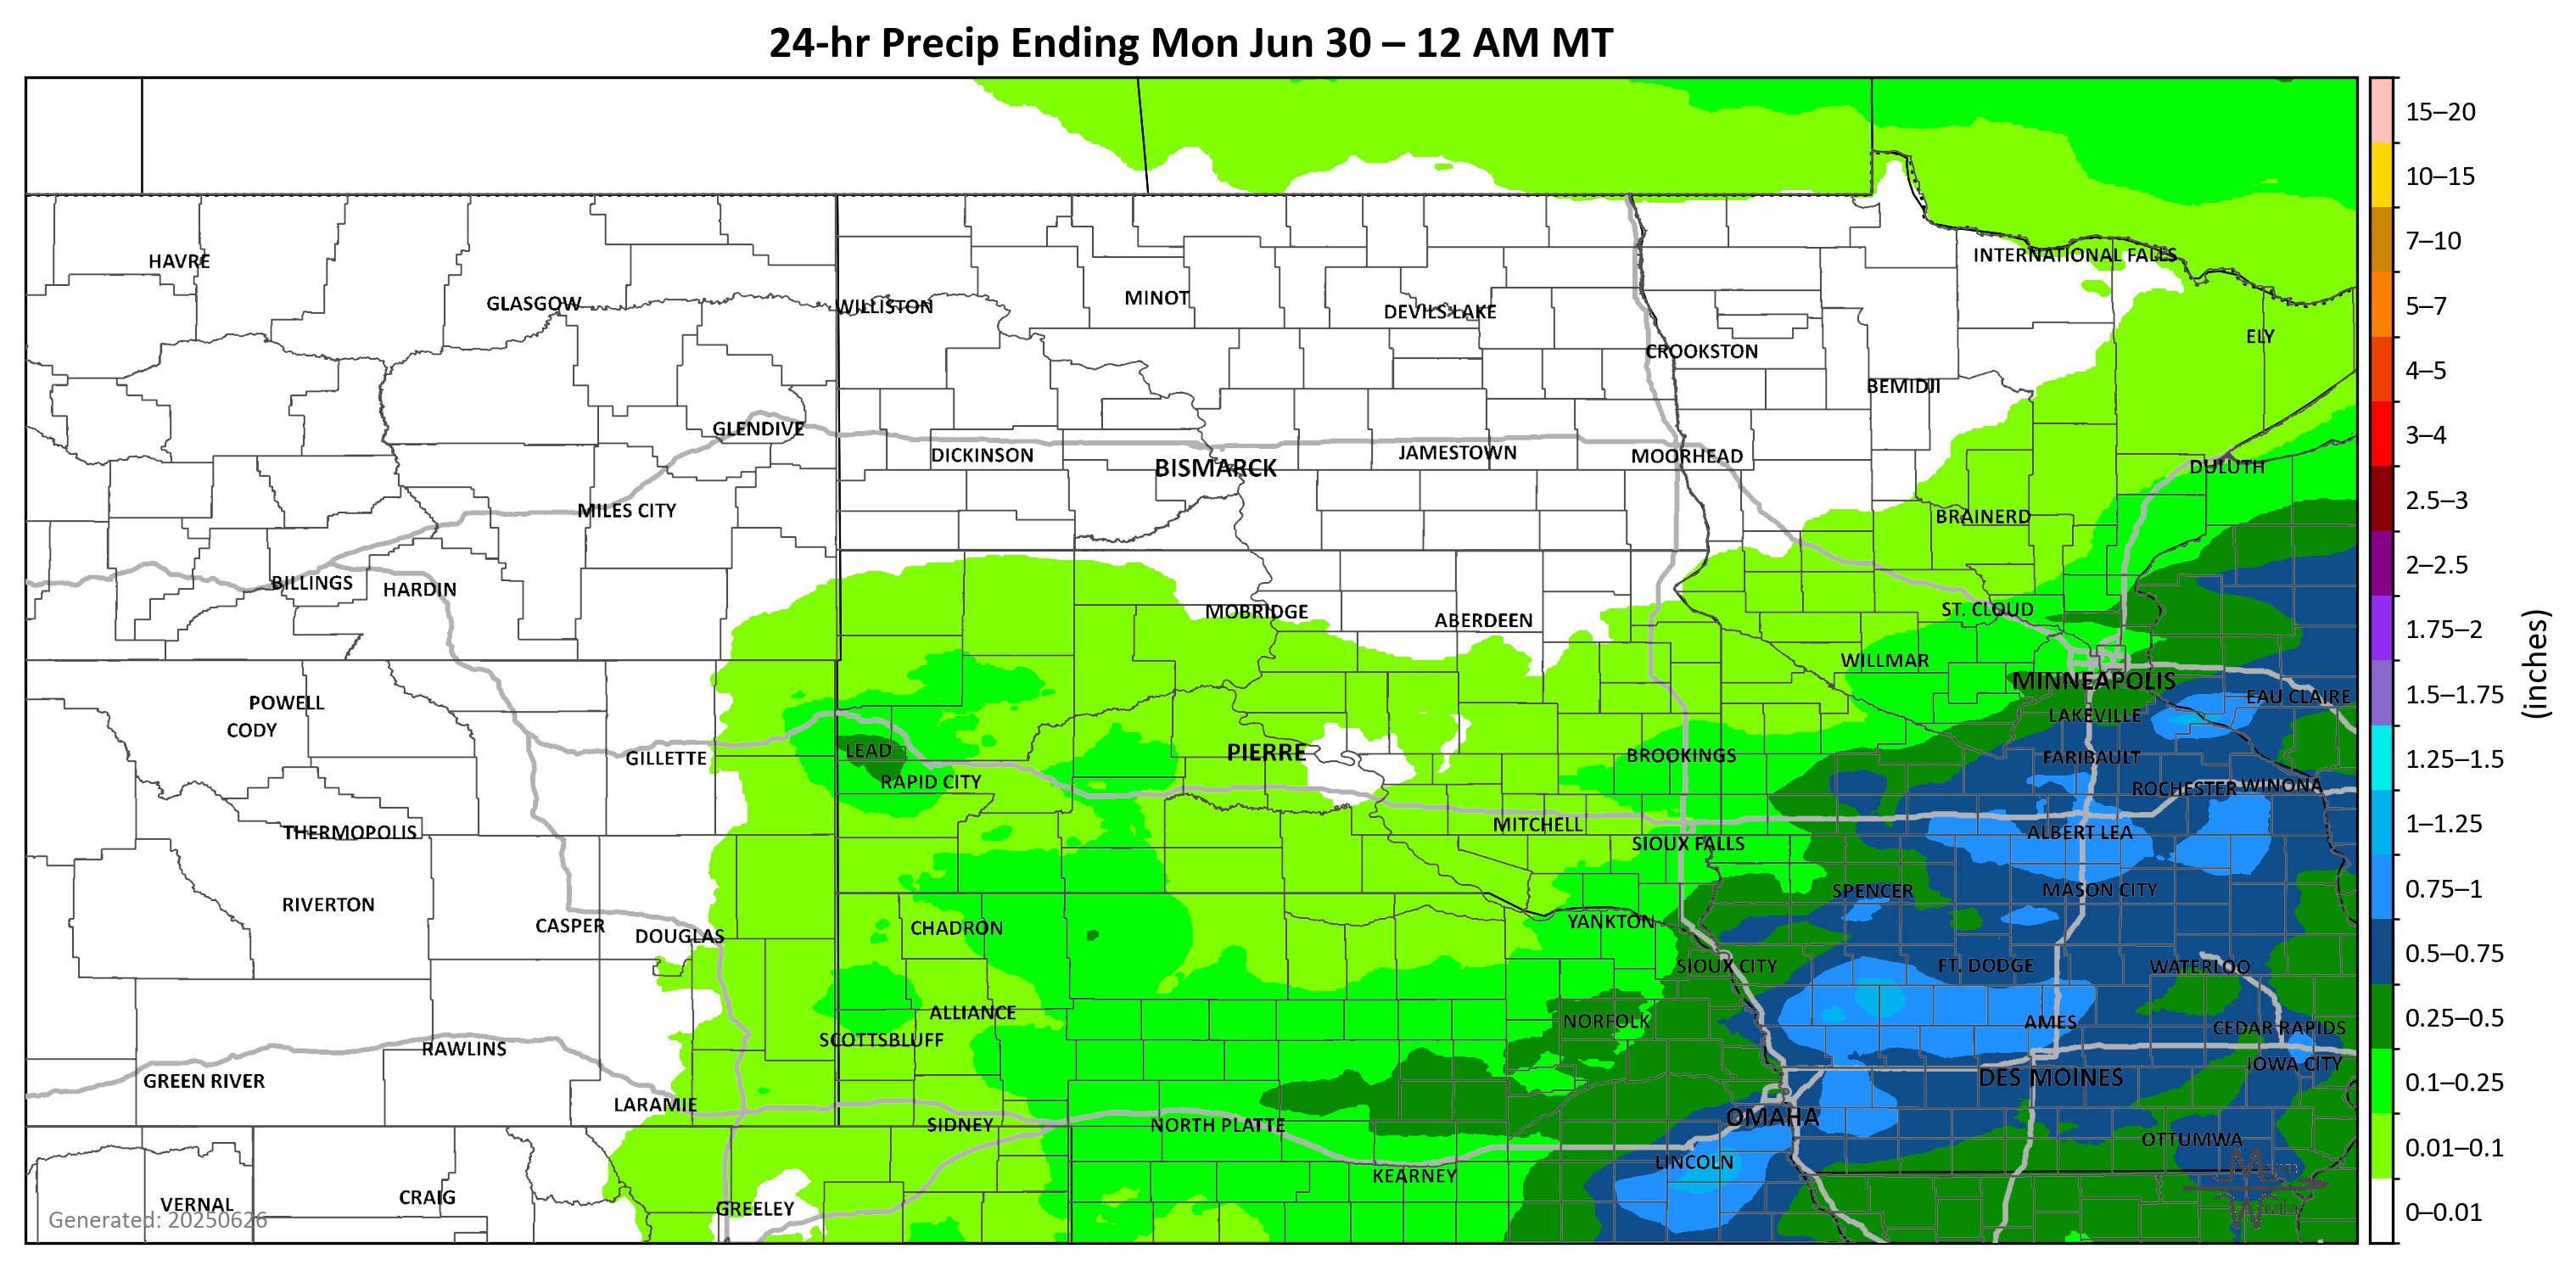 24-hr Precip Ending Mon Jun 30 – 12 AM MT
15–20
10–15
7–10
5–7
4–5
3–4
2.5–3
2–2.5
1.75–2
1.5–1.75
1.25–1.5
1–1.25
0.75–1
0.5–0.75
0.25–0.5
0.1–0.25
0.01–0.1
0–0.01
(inches)
HAVRE
INTERNATIONAL FALLS
GLASGOW
WILLISTON
MINOT
DEVILS LAKE
ELY
CROOKSTON
BEMIDJI
GLENDIVE
DICKINSON
BISMARCK
JAMESTOWN
MOORHEAD
DULUTH
MILES CITY
BRAINERD
BILLINGS
HARDIN
MOBRIDGE
ABERDEEN
ST. CLOUD
WILLMAR
MINNEAPOLIS
EAU CLAIRE
POWELL
CODY
LAKEVILLE
GILLETTE
LEAD
RAPID CITY
PIERRE
BROOKINGS
FARIBAULT
ROCHESTER
WINONA
THERMOPOLIS
MITCHELL
SIOUX FALLS
ALBERT LEA
RIVERTON
CASPER
DOUGLAS
CHADRON
YANKTON
SPENCER
MASON CITY
SIOUX CITY
FT. DODGE
WATERLOO
ALLIANCE
SCOTTSBLUFF
NORFOLK
AMES
CEDAR RAPIDS
RAWLINS
GREEN RIVER
LARAMIE
IOWA CITY
DES MOINES
SIDNEY
NORTH PLATTE
OMAHA
OTTUMWA
KEARNEY
LINCOLN
VERNAL
CRAIG
GREELEY
Generated: 20250626